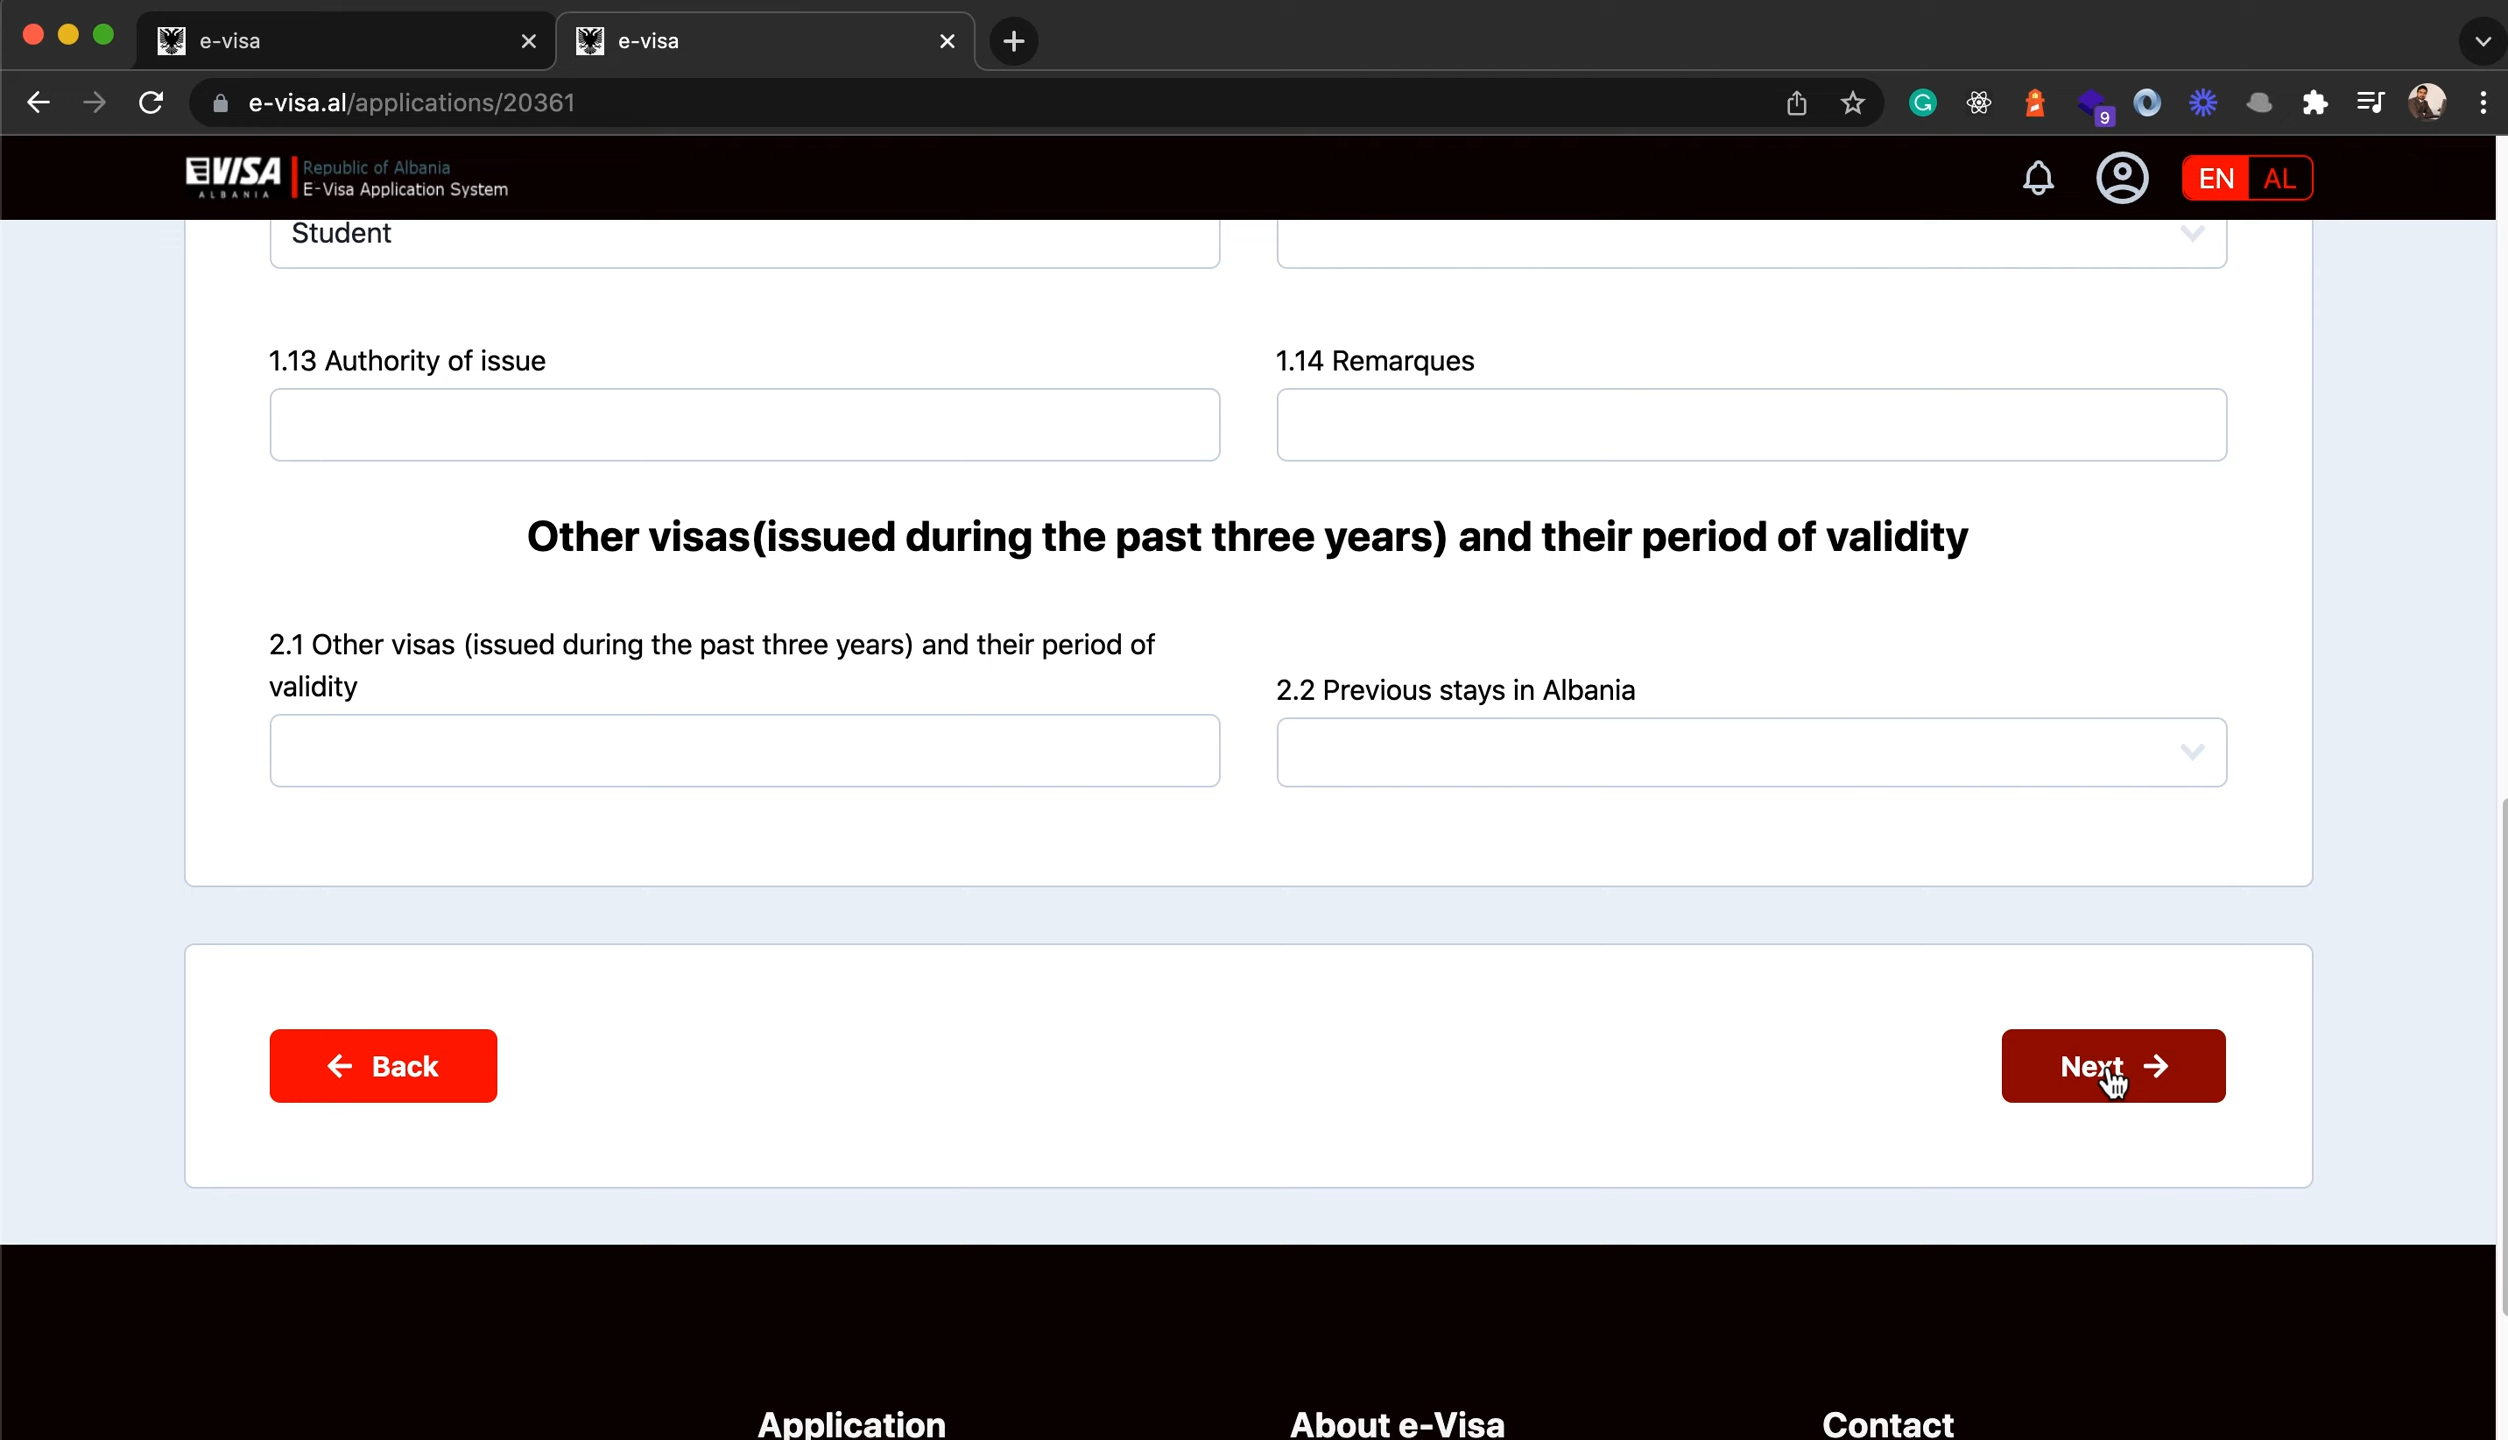 e-visa
e-visa
e-visa.al/applications/20361
9
EVISA
ALBANIA
Republic of Albania
E-Visa Application System
EN
AL
Student
1.13 Authority of issue
1.14 Remarques
Other visas(issued during the past three years) and their period of validity
2.1 Other visas (issued during the past three years) and their period of
validity
2.2 Previous stays in Albania
Back
Next
Application
About e-Visa
Contact